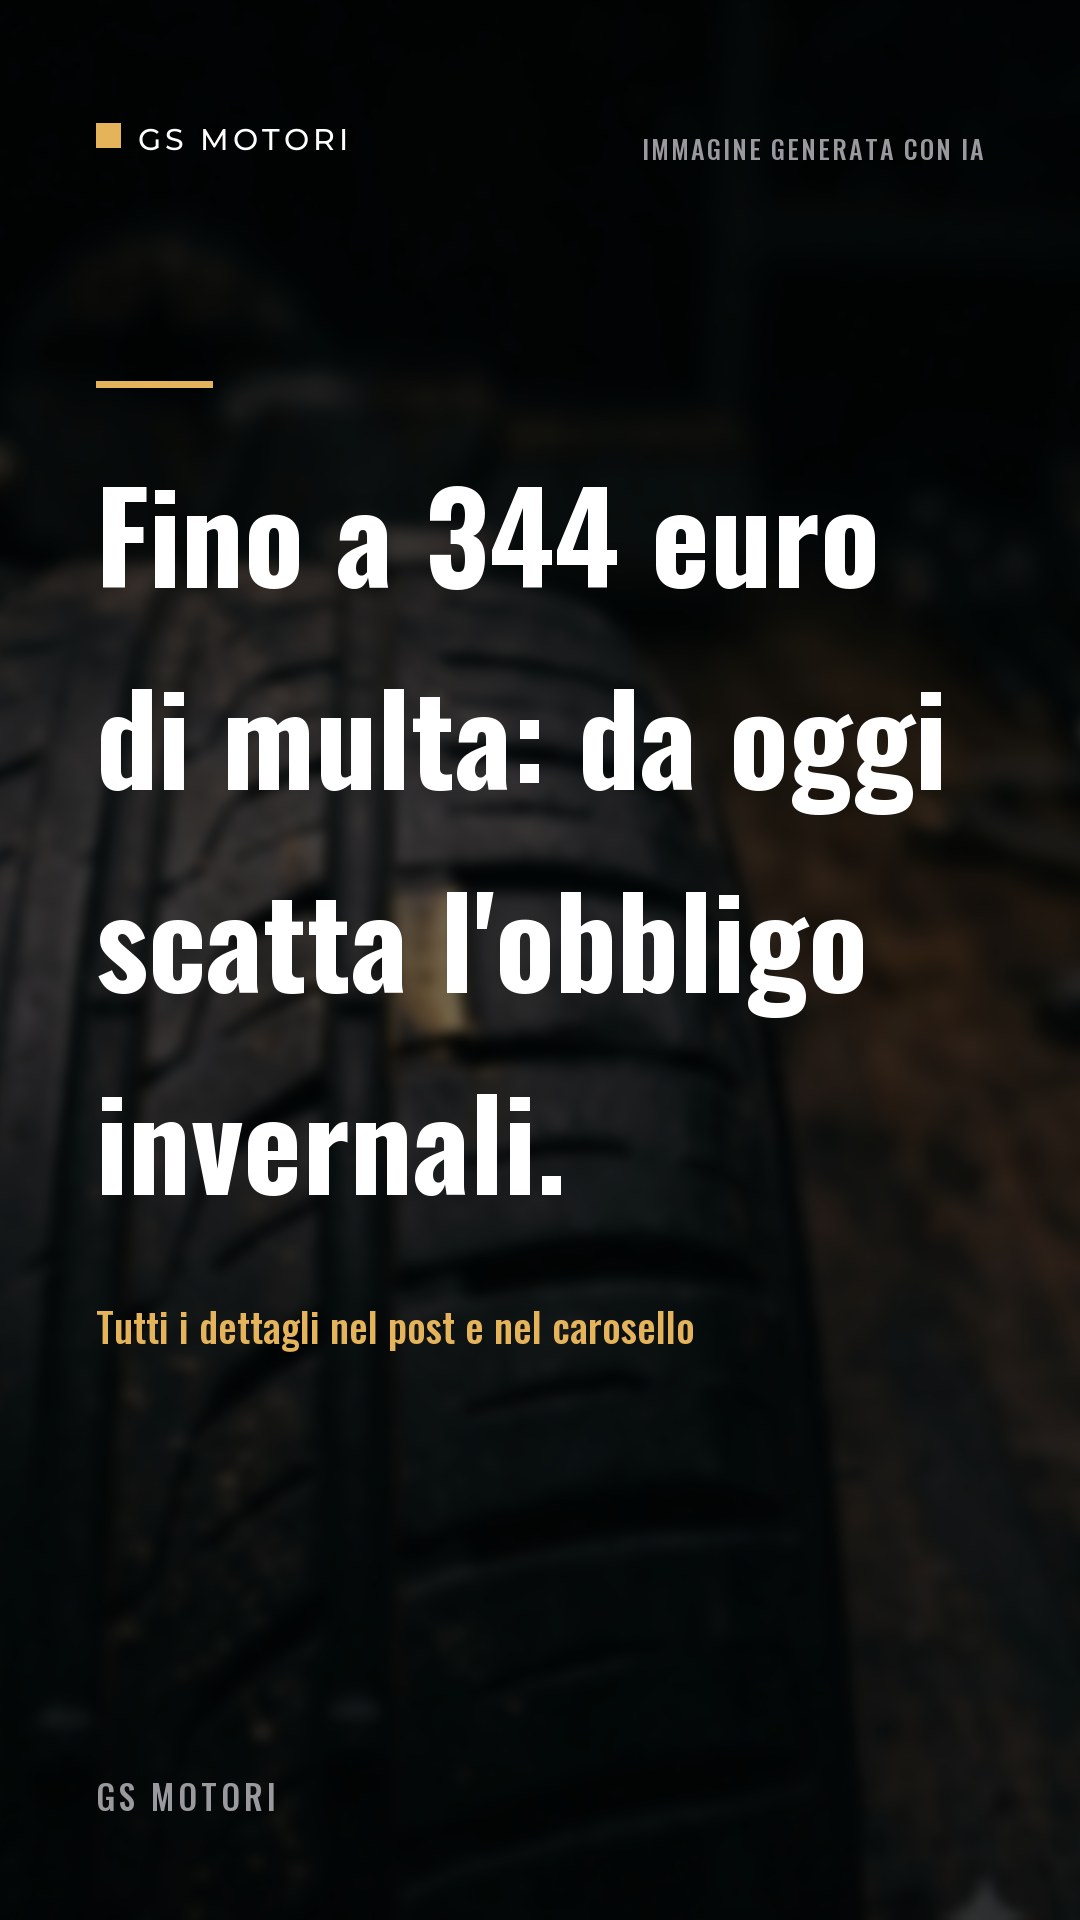 GS MOTORI
IMMAGINE GENERATA CON IA
Fino a 344 euro
di multa: da oggi
scatta l'obbligo
invernali.
Tutti i dettagli nel post e nel carosello
GS MOTORI